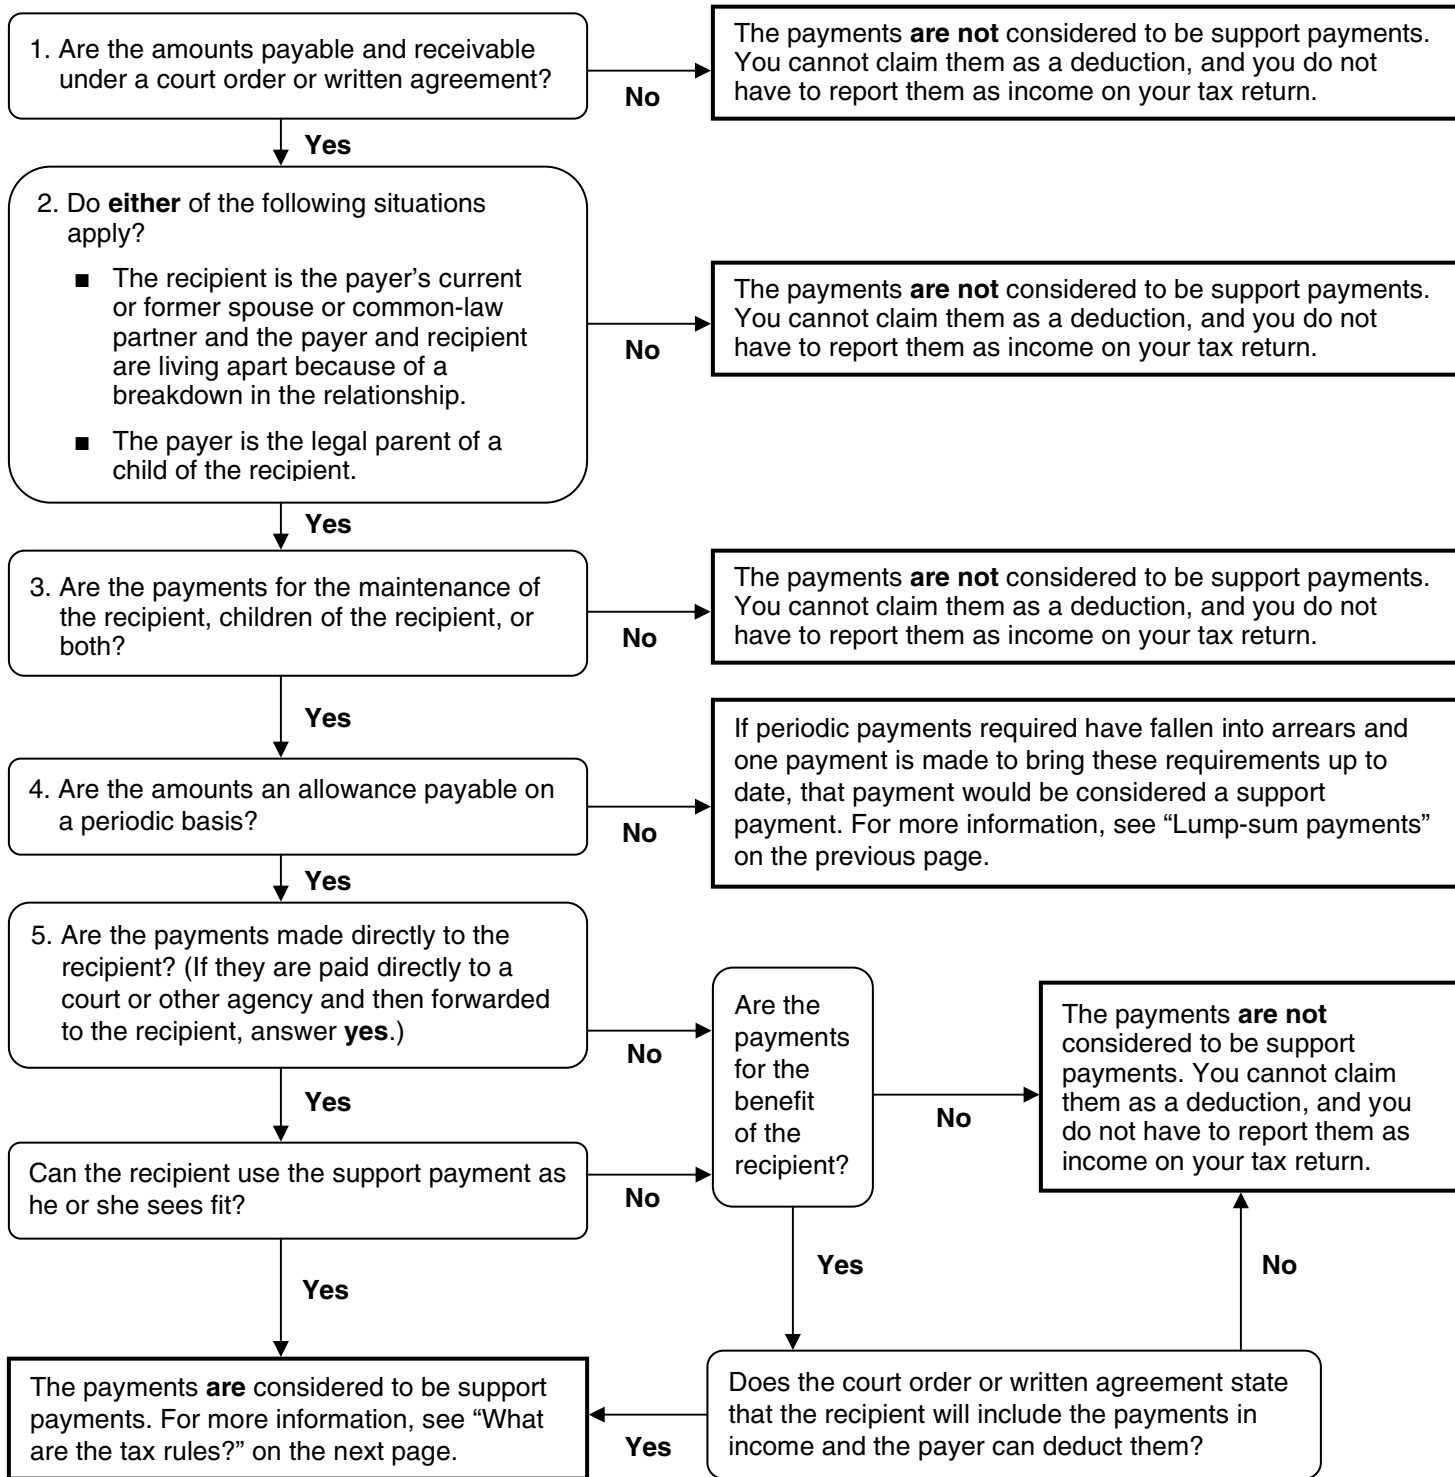 1. Are the amounts payable and receivable
under a court order or written agreement?
No
The payments are not considered to be support payments.
You cannot claim them as a deduction, and you do not
have to report them as income on your tax return.
Yes
2. Do either of the following situations
apply?
■ The recipient is the payer’s current
or former spouse or common-law
partner and the payer and recipient
are living apart because of a
breakdown in the relationship.
■ The payer is the legal parent of a
child of the recipient.
No
The payments are not considered to be support payments.
You cannot claim them as a deduction, and you do not
have to report them as income on your tax return.
Yes
3. Are the payments for the maintenance of
the recipient, children of the recipient, or
both?
No
The payments are not considered to be support payments.
You cannot claim them as a deduction, and you do not
have to report them as income on your tax return.
Yes
4. Are the amounts an allowance payable on
a periodic basis?
No
If periodic payments required have fallen into arrears and
one payment is made to bring these requirements up to
date, that payment would be considered a support
payment. For more information, see “Lump-sum payments”
on the previous page.
Yes
5. Are the payments made directly to the
recipient? (If they are paid directly to a
court or other agency and then forwarded
to the recipient, answer yes.)
No
Are the
payments
for the
benefit
of the
recipient?
No
The payments are not
considered to be support
payments. You cannot claim
them as a deduction, and you
do not have to report them as
income on your tax return.
Yes
Can the recipient use the support payment as
he or she sees fit?
No
Yes
Yes
No
The payments are considered to be support
payments. For more information, see “What
are the tax rules?” on the next page.
Yes
Does the court order or written agreement state
that the recipient will include the payments in
income and the payer can deduct them?